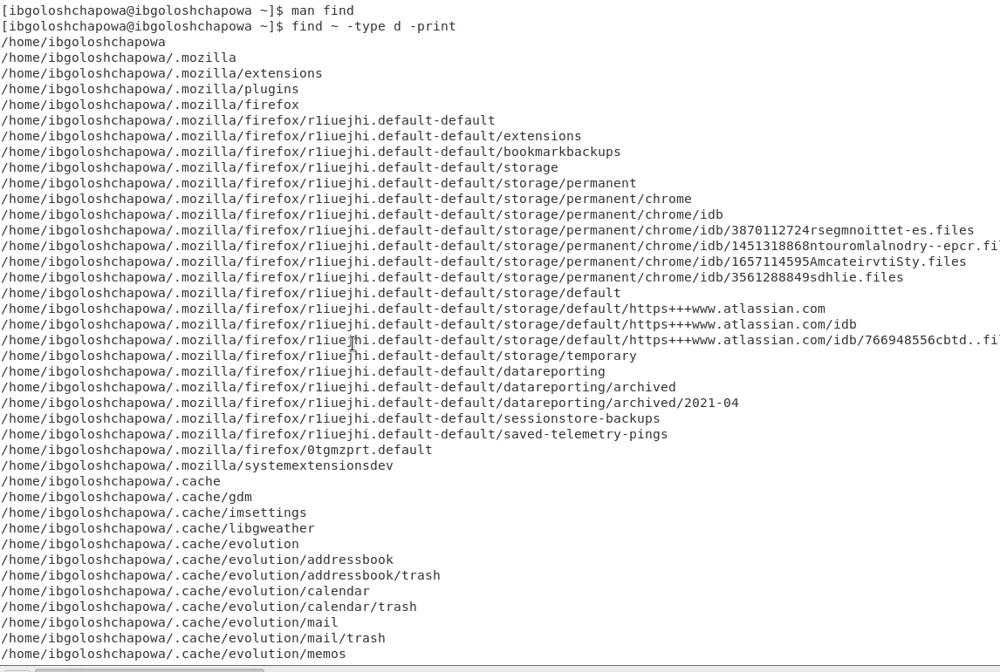 [ibgoloshchapowa@ibgoloshchapowa ~]$ man find
[ibgoloshchapowa@ibgoloshchapowa ~]$ find ~ -type d -print
/home/ibgoloshchapowa
/home/ibgoloshchapowa/.mozilla
/home/ibgoloshchapowa/.mozilla/extensions
/home/ibgoloshchapowa/.mozilla/plugins
/home/ibgoloshchapowa/.mozilla/firefox
/home/ibgoloshchapowa/.mozilla/firefox/r1iuejhi.default-default
/home/ibgoloshchapowa/.mozilla/firefox/r1iuejhi.default-default/extensions
/home/ibgoloshchapowa/.mozilla/firefox/r1iuejhi.default-default/bookmarkbackups
/home/ibgoloshchapowa/.mozilla/firefox/r1iuejhi.default-default/storage
/home/ibgoloshchapowa/.mozilla/firefox/r1iuejhi.default-default/storage/permanent
/home/ibgoloshchapowa/.mozilla/firefox/r1iuejhi.default-default/storage/permanent/chrome
/home/ibgoloshchapowa/.mozilla/firefox/r1iuejhi.default-default/storage/permanent/chrome/idb
/home/ibgoloshchapowa/.mozilla/firefox/r1iuejhi.default-default/storage/permanent/chrome/idb/3870112724rsegmnoittet-es.files
/home/ibgoloshchapowa/.mozilla/firefox/r1iuejhi.default-default/storage/permanent/chrome/idb/1451318868ntouromlalnodry--epcr.fi
/home/ibgoloshchapowa/.mozilla/firefox/r1iuejhi.default-default/storage/permanent/chrome/idb/1657114595AmcateirvtiSty.files
/home/ibgoloshchapowa/.mozilla/firefox/r1iuejhi.default-default/storage/permanent/chrome/idb/3561288849sdhlie.files
/home/ibgoloshchapowa/.mozilla/firefox/r1iuejhi.default-default/storage/default
/home/ibgoloshchapowa/.mozilla/firefox/r1iuejhi.default-default/storage/default/https+++www.atlassian.com
/home/ibgoloshchapowa/.mozilla/firefox/r1iuejhi.default-default/storage/default/https+++www.atlassian.com/idb
/home/ibgoloshchapowa/.mozilla/firefox/r1iuejhi.default-default/storage/default/https+++www.atlassian.com/idb/766948556cbtd..fi
/home/ibgoloshchapowa/.mozilla/firefox/r1iuejhi.default-default/storage/temporary
/home/ibgoloshchapowa/.mozilla/firefox/r1iuejhi.default-default/datareporting
/home/ibgoloshchapowa/.mozilla/firefox/r1iuejhi.default-default/datareporting/archived
/home/ibgoloshchapowa/.mozilla/firefox/r1iuejhi.default-default/datareporting/archived/2021-04
/home/ibgoloshchapowa/.mozilla/firefox/r1iuejhi.default-default/sessionstore-backups
/home/ibgoloshchapowa/.mozilla/firefox/r1iuejhi.default-default/saved-telemetry-pings
/home/ibgoloshchapowa/.mozilla/firefox/0tgmzprt.default
/home/ibgoloshchapowa/.mozilla/systemextensionsdev
/home/ibgoloshchapowa/.cache
/home/ibgoloshchapowa/.cache/gdm
/home/ibgoloshchapowa/.cache/imsettings
/home/ibgoloshchapowa/.cache/libgweather
/home/ibgoloshchapowa/.cache/evolution
/home/ibgoloshchapowa/.cache/evolution/addressbook
/home/ibgoloshchapowa/.cache/evolution/addressbook/trash
/home/ibgoloshchapowa/.cache/evolution/calendar
/home/ibgoloshchapowa/.cache/evolution/calendar/trash
/home/ibgoloshchapowa/.cache/evolution/mail
/home/ibgoloshchapowa/.cache/evolution/mail/trash
/home/ibgoloshchapowa/.cache/evolution/memos